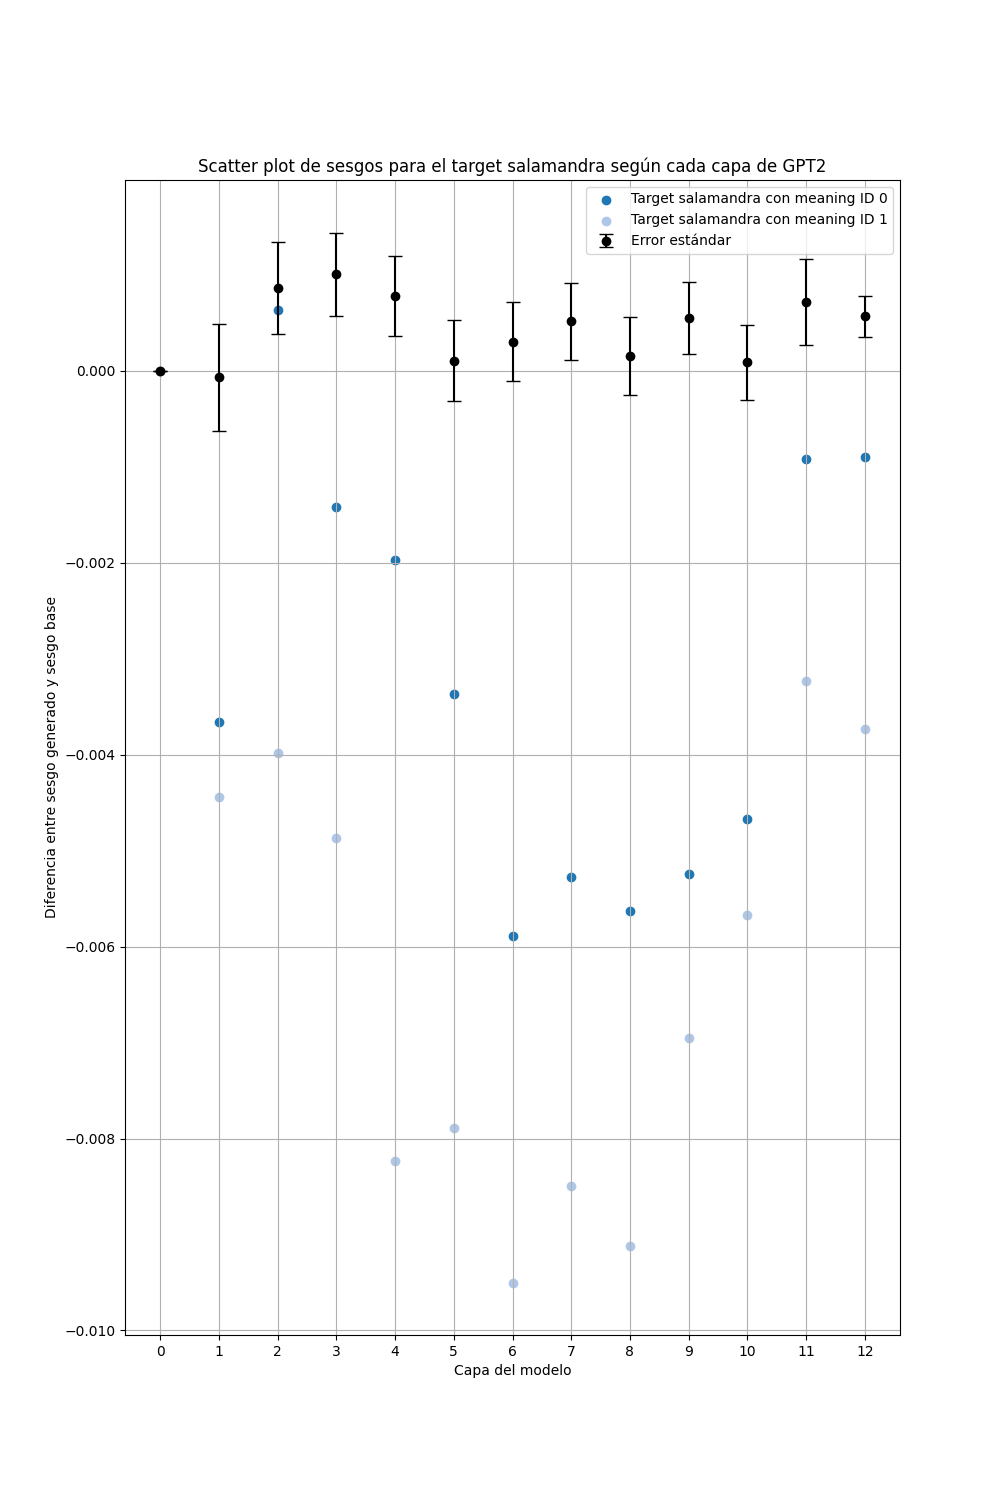 Scatter plot de sesgos para el target salamandra según cada capa de GPT2
Target salamandra con meaning ID 0
Target salamandra con meaning ID 1
Error estándar
0.000
−0.002
−0.004
−0.006
−0.008
−0.010
Diferencia entre sesgo generado y sesgo base
0 1 2 3 4 5 6 7 8 9 10 11 12
Capa del modelo